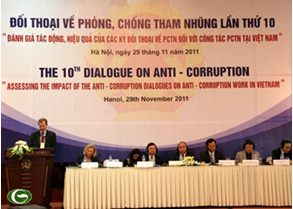 ĐỐI THOẠI VỀ PHÒNG, CHỐNG THAM NHŨNG LẦN THỨ 10
"ĐÁNH GIÁ TÁC ĐỘNG, HIỆU QUẢ CỦA CÁC KỲ ĐỐI THOẠI VỀ PCTN ĐỐI VỚI CÔNG TÁC PCTN TẠI VIỆT NAM"
Hà Nội, ngày 29 tháng 11 năm 2011
THE 10TH DIALOGUE ON ANTI - CORRUPTION
"ASSESSING THE IMPACT OF THE ANTI - CORRUPTION DIALOGUES ON ANTI-CORRUPTION WORK IN VIETNAM"
Hanoi, 29th November 2011